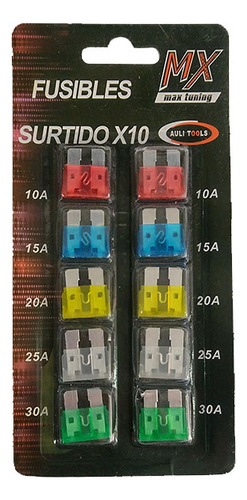 FUSIBLES
MX
max tuning
SURTIDO X10
AULI TOOLS
10A 10A
15A 15A
20A 20A
25A 25A
30A 30A